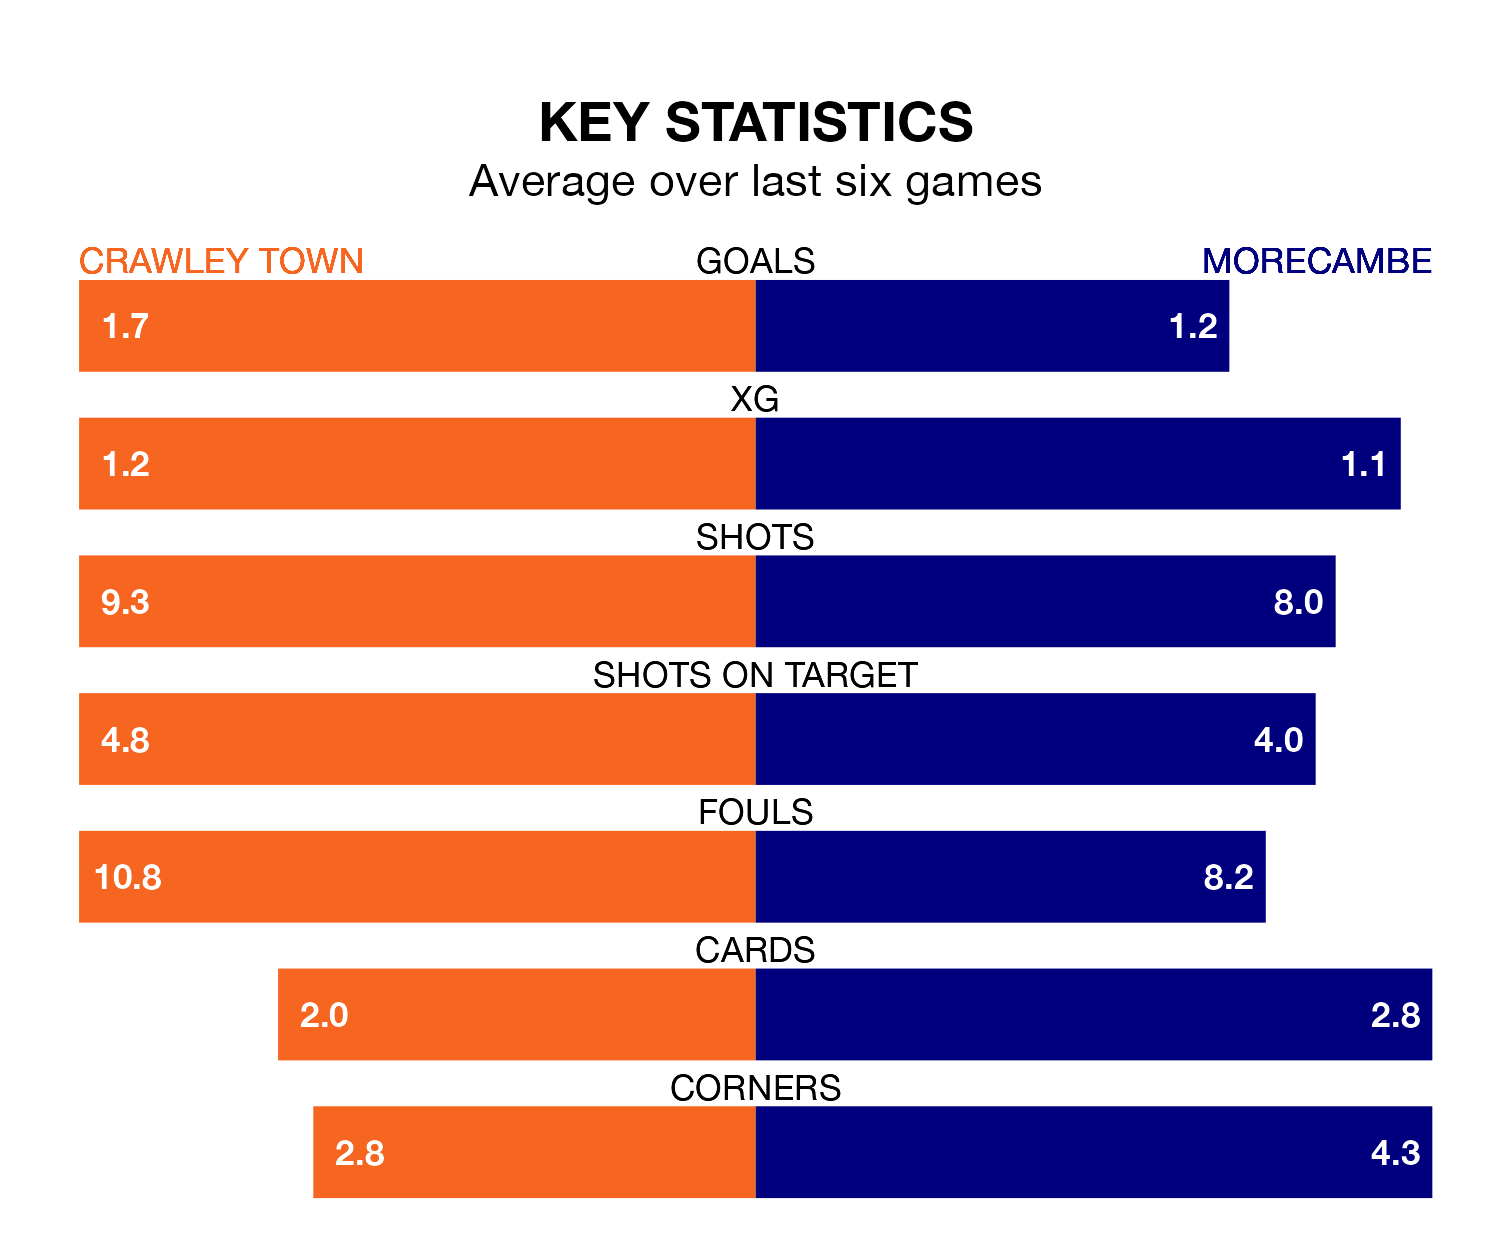 KEY STATISTICS
Average over last six games
CRAWLEY TOWN GOALS MORECAMBE
1.7 1.2
XG
1.2 1.1
SHOTS
9.3 8.0
SHOTS ON TARGET
4.8 4.0
FOULS
10.8 8.2
CARDS
2.0 2.8
CORNERS
2.8 4.3